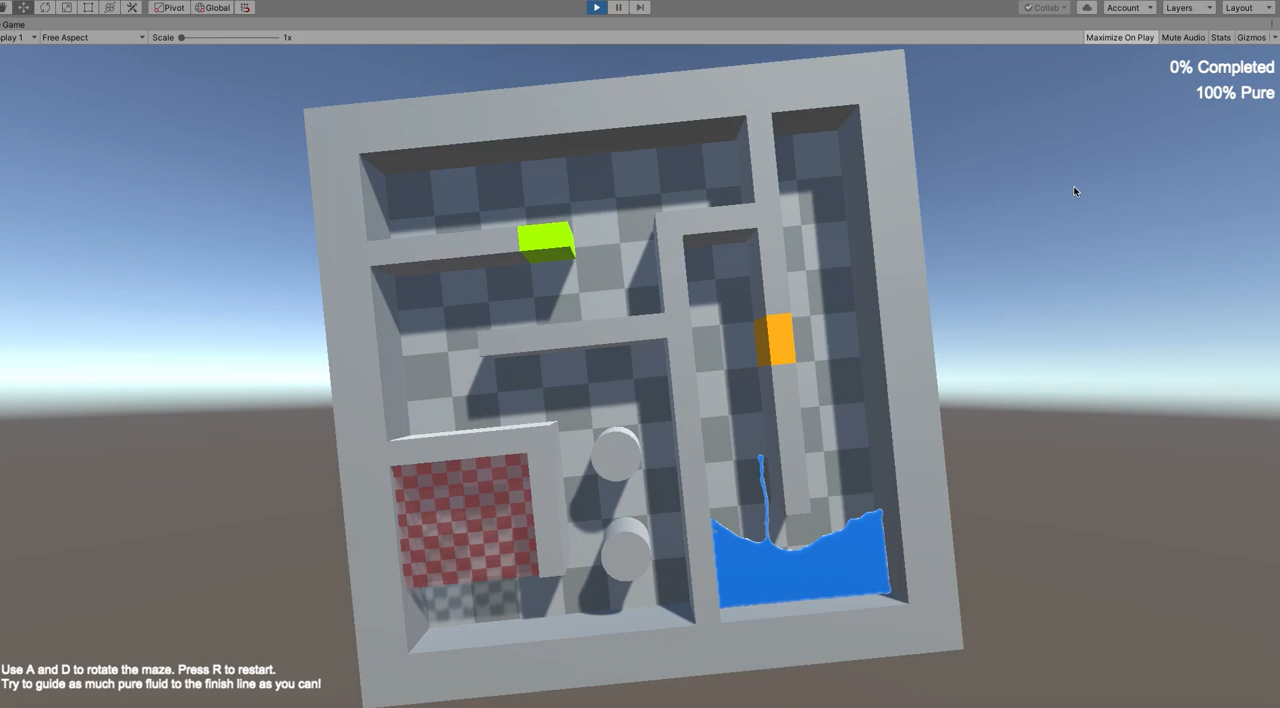 Pivot Global Collab Account Layers Layout
Game
play 1 Free Aspect Scale 1x Maximize On Play Mute Audio Stats Gizmos
0% Completed
100% Pure
Use A and D to rotate the maze. Press R to restart.
Try to guide as much pure fluid to the finish line as you can!